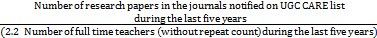 Number of research papers in the journals notified on UGC CARE list
during the last five years
(2.2 Number of full time teachers (without repeat count) during the last five years)